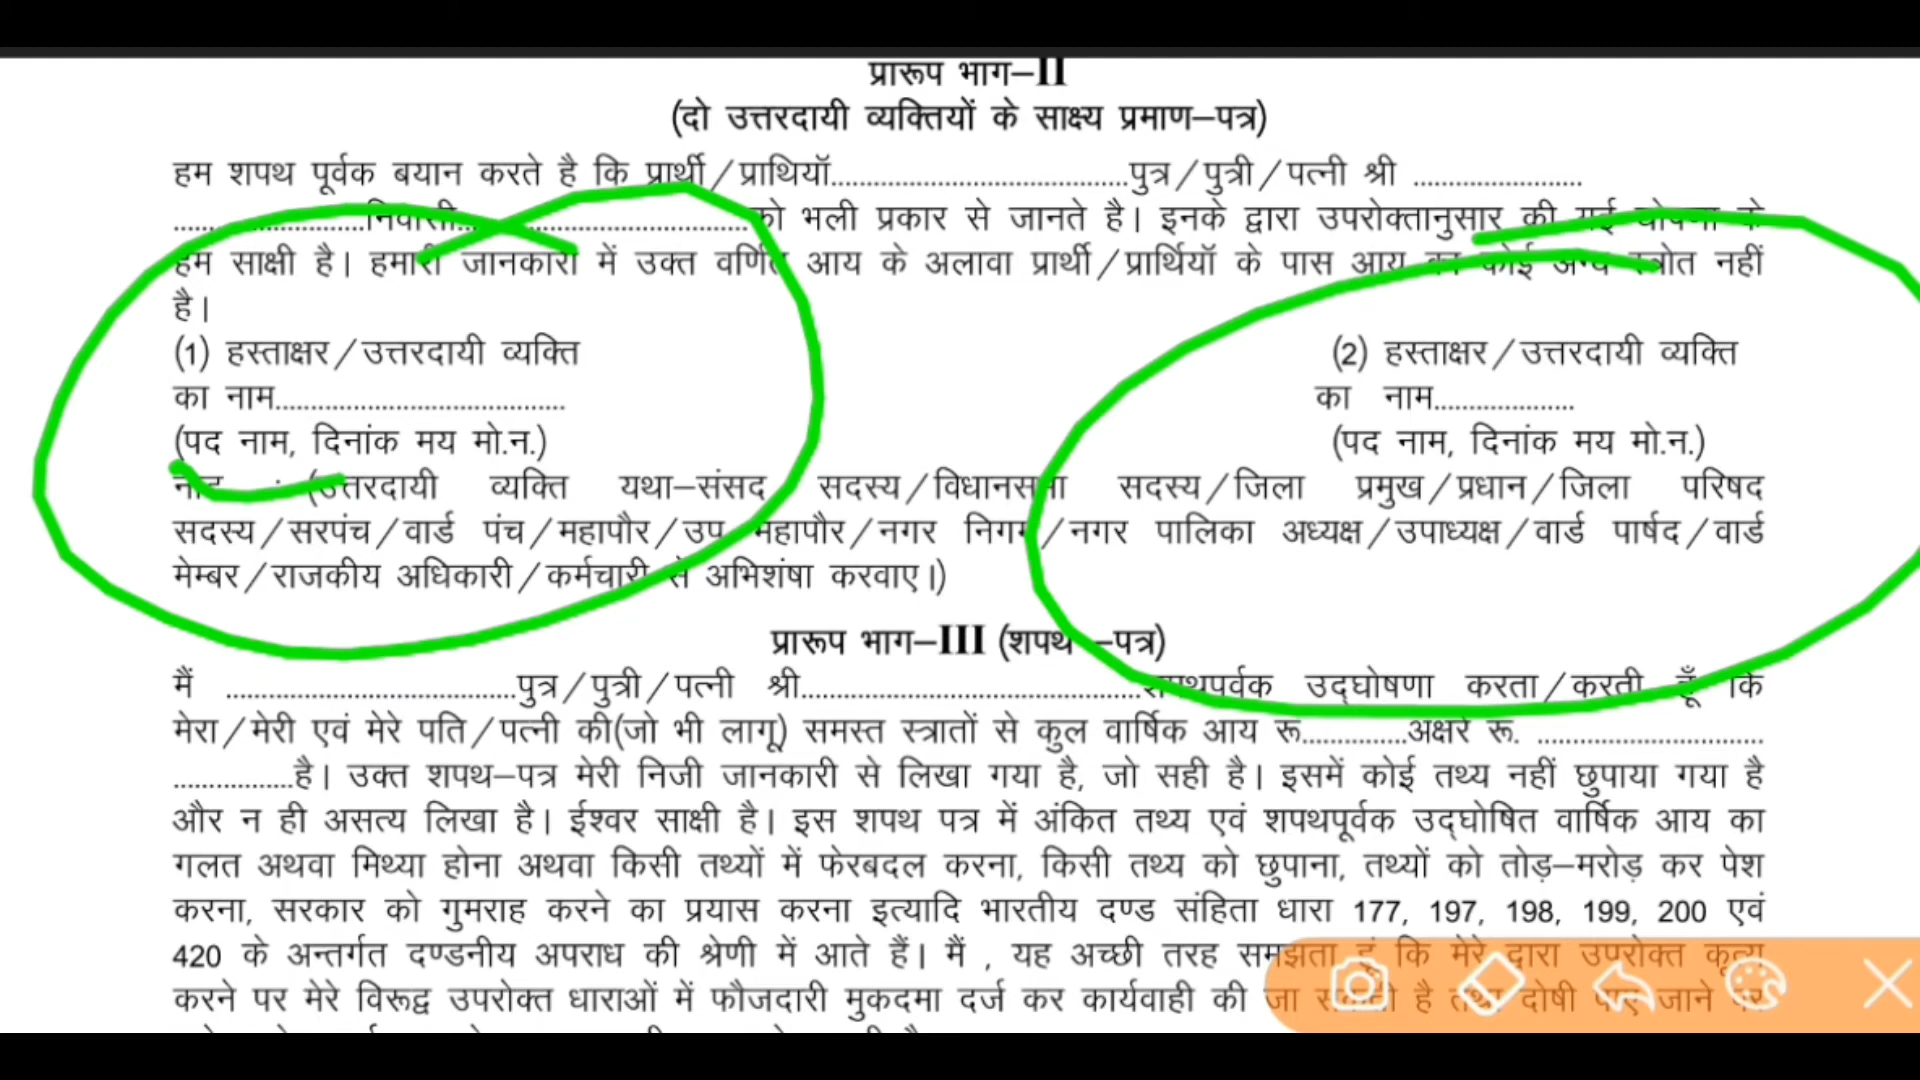 प्रारूप भाग–II
(दो उत्तरदायी व्यक्तियों के साक्ष्य प्रमाण–पत्र)
हम शपथ पूर्वक बयान करते है कि प्रार्थी/प्राथियॉ.......................................पुत्र/पुत्री/पत्नी श्री .......................
..........................निवासी.......................................को भली प्रकार से जानते है। इनके द्वारा उपरोक्तानुसार की गई घोषणा के
हम साक्षी है। हमारी जानकारी में उक्त वर्णित आय के अलावा प्रार्थी/प्रार्थियॉ के पास आय का कोई अन्य स्त्रोत नहीं
है।
(1) हस्ताक्षर/उत्तरदायी व्यक्ति (2) हस्ताक्षर/उत्तरदायी व्यक्ति
का नाम....................................... का नाम...................
(पद नाम, दिनांक मय मो.न.) (पद नाम, दिनांक मय मो.न.)
(उत्तरदायी व्यक्ति यथा–संसद सदस्य/विधानसभा सदस्य/जिला प्रमुख/प्रधान/जिला परिषद
सदस्य/सरपंच/वार्ड पंच/महापौर/उप महापौर/नगर निगम/नगर पालिका अध्यक्ष/उपाध्यक्ष/वार्ड पार्षद/वार्ड
मेम्बर/राजकीय अधिकारी/कर्मचारी से अभिशंषा करवाए।)
प्रारूप भाग–III (शपथ –पत्र)
मैं .......................................पुत्र/पुत्री/पत्नी श्री.............................................शपथपर्वक उद्घोषणा करता/करती हूँ कि
मेरा/मेरी एवं मेरे पति/पत्नी की(जो भी लागू) समस्त स्त्रातों से कुल वार्षिक आय रू..............अक्षरे रू. ..............................
................है। उक्त शपथ–पत्र मेरी निजी जानकारी से लिखा गया है, जो सही है। इसमें कोई तथ्य नहीं छुपाया गया है
और न ही असत्य लिखा है। ईश्वर साक्षी है। इस शपथ पत्र में अंकित तथ्य एवं शपथपूर्वक उद्घोषित वार्षिक आय का
गलत अथवा मिथ्या होना अथवा किसी तथ्यों में फेरबदल करना, किसी तथ्य को छुपाना, तथ्यों को तोड़–मरोड़ कर पेश
करना, सरकार को गुमराह करने का प्रयास करना इत्यादि भारतीय दण्ड संहिता धारा 177, 197, 198, 199, 200 एवं
420 के अन्तर्गत दण्डनीय अपराध की श्रेणी में आते हैं। मैं , यह अच्छी तरह समझता हूं कि मेरे द्वारा उपरोक्त कृत्य
करने पर मेरे विरूद्व उपरोक्त धाराओं में फौजदारी मुकदमा दर्ज कर कार्यवाही की जा सकती है तथा दोषी पाए जाने पर